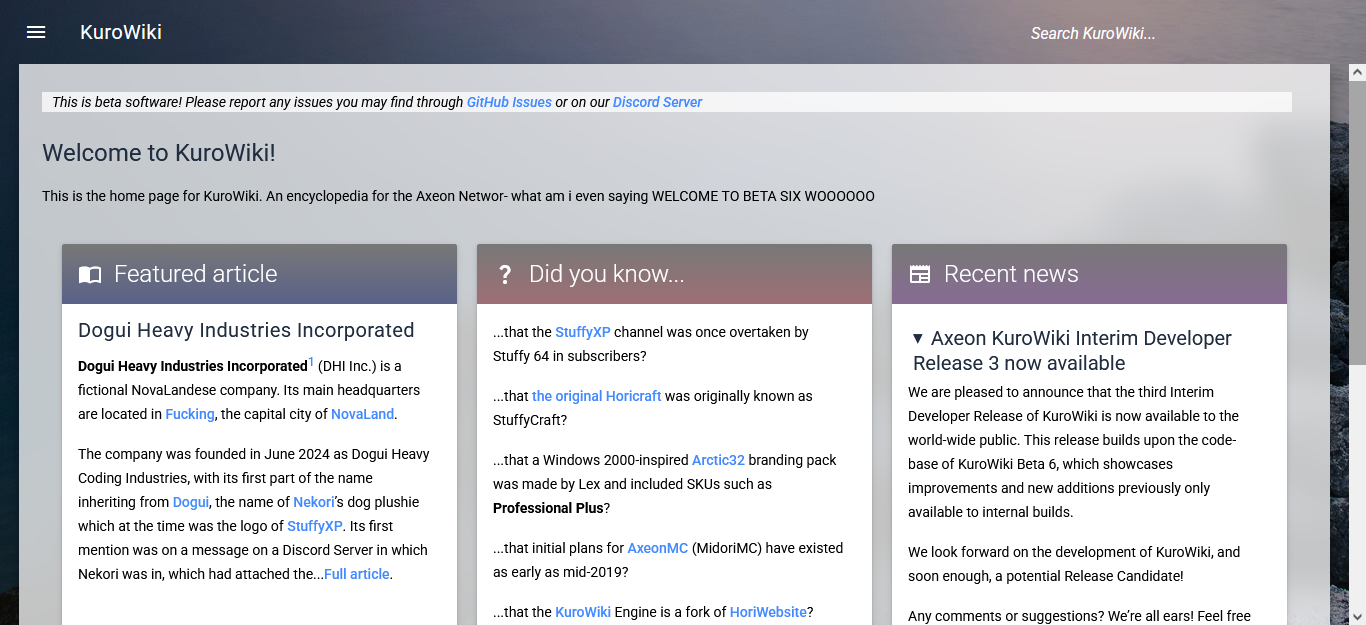 KuroWiki
Search KuroWiki...
This is beta software! Please report any issues you may find through GitHub Issues or on our Discord Server
Welcome to KuroWiki!
This is the home page for KuroWiki. An encyclopedia for the Axeon Networ- what am i even saying WELCOME TO BETA SIX WOOOOOO
Featured article
Dogui Heavy Industries Incorporated
Dogui Heavy Industries Incorporated¹ (DHI Inc.) is a
fictional NovaLandese company. Its main headquarters
are located in Fucking, the capital city of NovaLand.
The company was founded in June 2024 as Dogui Heavy
Coding Industries, with its first part of the name
inheriting from Dogui, the name of Nekori’s dog plushie
which at the time was the logo of StuffyXP. Its first
mention was on a message on a Discord Server in which
Nekori was in, which had attached the...Full article.
? Did you know...
...that the StuffyXP channel was once overtaken by
Stuffy 64 in subscribers?
...that the original Horicraft was originally known as
StuffyCraft?
...that a Windows 2000-inspired Arctic32 branding pack
was made by Lex and included SKUs such as
Professional Plus?
...that initial plans for AxeonMC (MidoriMC) have existed
as early as mid-2019?
...that the KuroWiki Engine is a fork of HoriWebsite?
Recent news
▼ Axeon KuroWiki Interim Developer
Release 3 now available
We are pleased to announce that the third Interim
Developer Release of KuroWiki is now available to the
world-wide public. This release builds upon the code-
base of KuroWiki Beta 6, which showcases
improvements and new additions previously only
available to internal builds.
We look forward on the development of KuroWiki, and
soon enough, a potential Release Candidate!
Any comments or suggestions? We’re all ears! Feel free